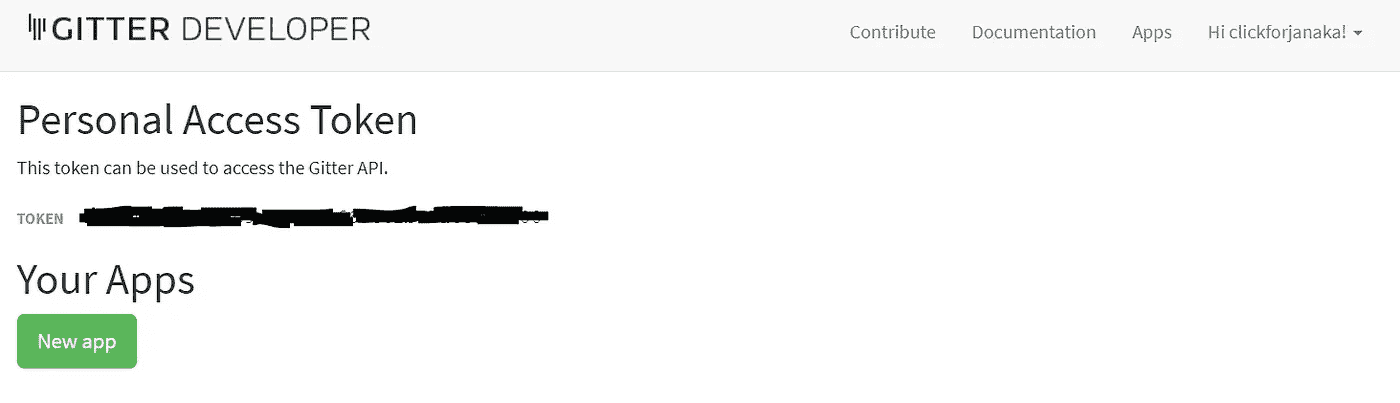 GITTER DEVELOPER
Contribute Documentation Apps Hi clickforjanaka!
Personal Access Token
This token can be used to access the Gitter API.
TOKEN
Your Apps
New app